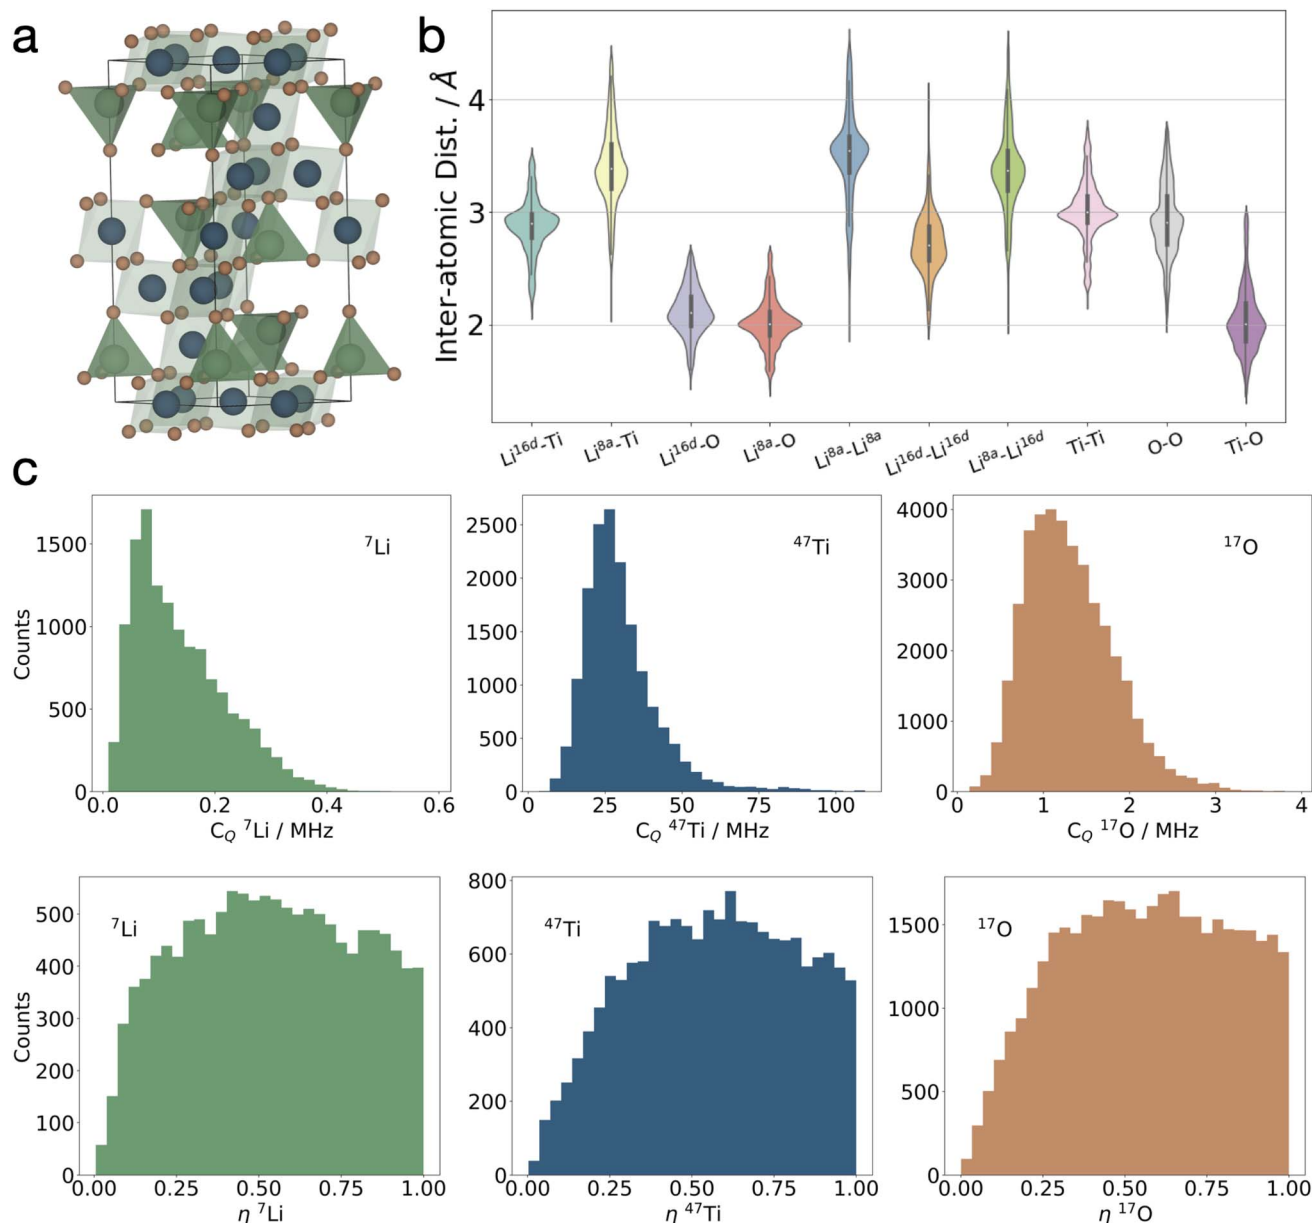 a
b
Inter-atomic Dist. / Å
4
3
2
Li¹⁶ᵈ-Ti
Li⁸ᵃ-Ti
Li¹⁶ᵈ-O
Li⁸ᵃ-O
Li⁸ᵃ-Li⁸ᵃ
Li¹⁶ᵈ-Li¹⁶ᵈ
Li⁸ᵃ-Li¹⁶ᵈ
Ti-Ti
O-O
Ti-O
c
Counts
1500
1000
500
0
⁷Li
0.0 0.2 0.4 0.6
C_Q ⁷Li / MHz
2500
2000
1500
1000
500
0
⁴⁷Ti
0 25 50 75 100
C_Q ⁴⁷Ti / MHz
4000
3000
2000
1000
0
¹⁷O
0 1 2 3 4
C_Q ¹⁷O / MHz
Counts
500
400
300
200
100
0
⁷Li
0.00 0.25 0.50 0.75 1.00
η ⁷Li
800
600
400
200
0
⁴⁷Ti
0.00 0.25 0.50 0.75 1.00
η ⁴⁷Ti
1500
1000
500
0
¹⁷O
0.00 0.25 0.50 0.75 1.00
η ¹⁷O